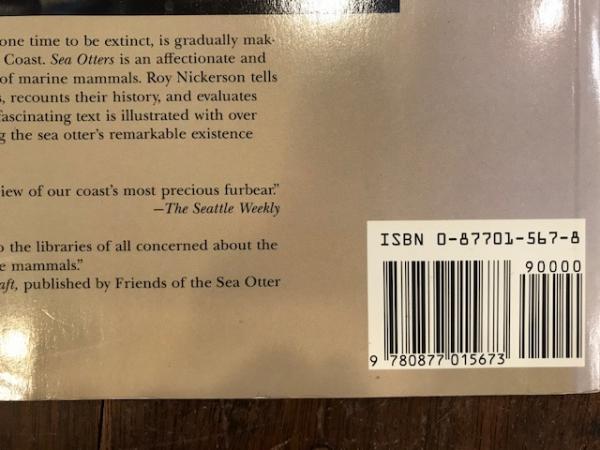 one time to be extinct, is gradually mak-
Coast. Sea Otters is an affectionate and
of marine mammals. Roy Nickerson tells
s, recounts their history, and evaluates
fascinating text is illustrated with over
ng the sea otter's remarkable existence
iew of our coast's most precious furbear."
—The Seattle Weekly
o the libraries of all concerned about the
e mammals."
aft, published by Friends of the Sea Otter
ISBN 0-87701-567-8
90000
9 780877 015673